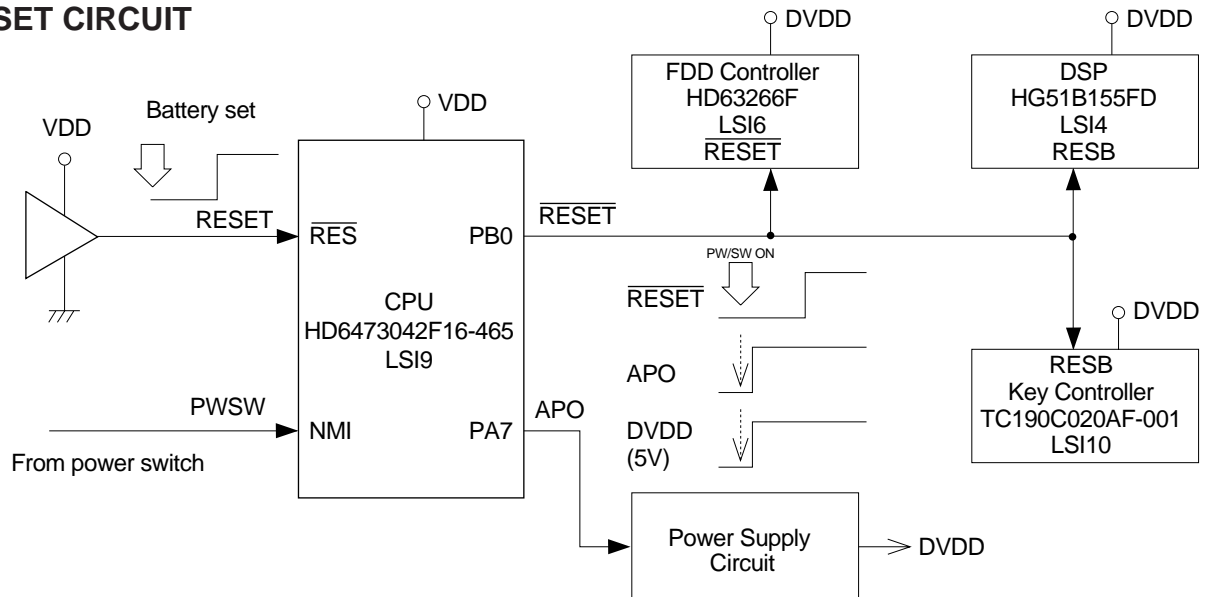 SET CIRCUIT
DVDD
DVDD
FDD Controller
HD63266F
LSI6
RESET
DSP
HG51B155FD
LSI4
RESB
Battery set
VDD
VDD
RESET
RES
PB0
RESET
PW/SW ON
RESET
CPU
HD6473042F16-465
LSI9
APO
DVDD
(5V)
DVDD
RESB
Key Controller
TC190C020AF-001
LSI10
PWSW
NMI
PA7
APO
From power switch
Power Supply
Circuit
DVDD